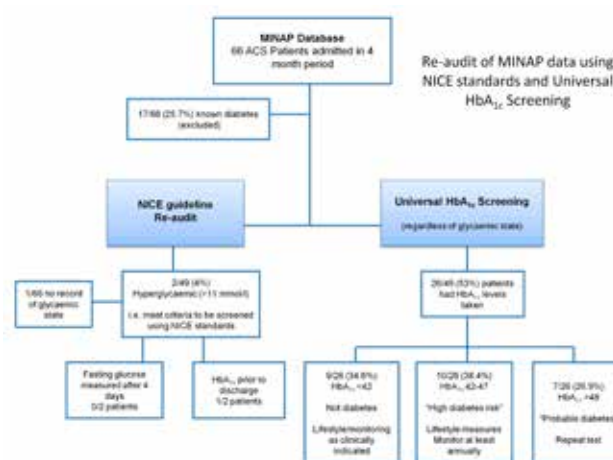 MINAP Database
66 ACS Patients admitted in 4
month period
Re-audit of MINAP data using
NICE standards and Universal
HbA1c Screening
17/66 (25.7%) known diabetes
(excluded)
NICE guideline
Re-audit
Universal HbA1c Screening
(regardless of glycaemic state)
1/66 no record
of glycaemic
state
2/49 (4%)
Hyperglycaemic (>11 mmol/l)
i.e. meet criteria to be screened
using NICE standards
26/49 (53%) patients
had HbA1c levels
taken
Fasting glucose
measured after 4
days
0/2 patients
HbA1c prior to
discharge
1/2 patients
9/26 (34.6%)
HbA1c <42
Not diabetes
Lifestyle/monitoring
as clinically
indicated
10/26 (38.4%)
HbA1c 42-47
"High diabetes risk"
Lifestyle measures
Monitor at least
annually
7/26 (26.9%)
HbA1c >48
"Probable diabetes"
Repeat test